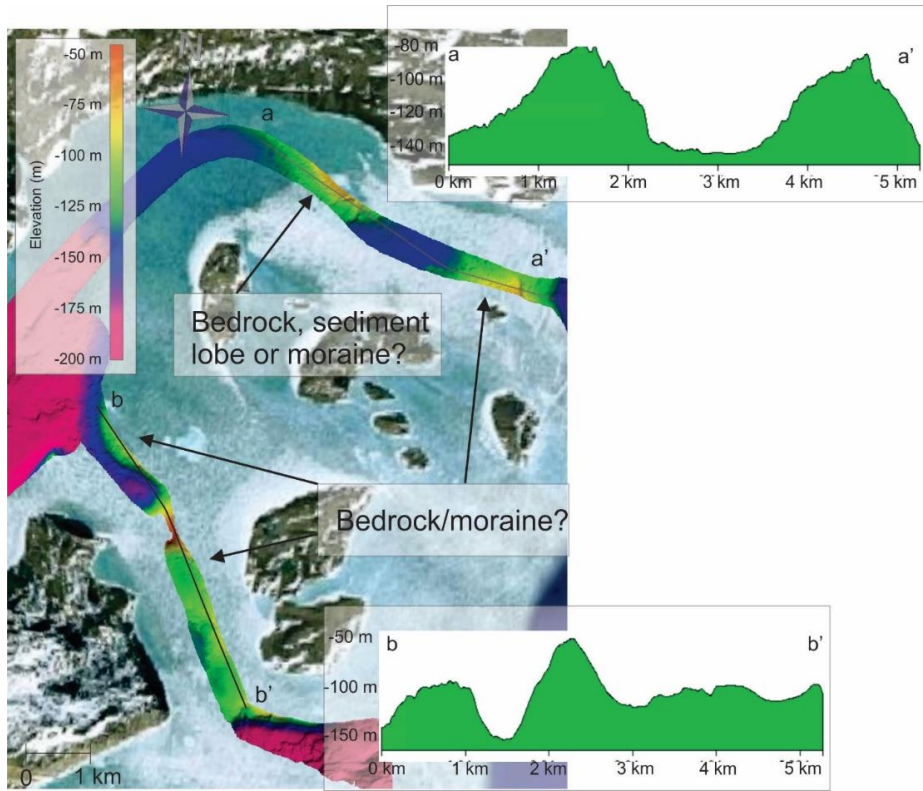 -50 m
-75 m
-100 m
-125 m
-150 m
-175 m
-200 m
Elevation (m)
N
a
a'
Bedrock, sediment
lobe or moraine?
b
Bedrock/moraine?
b'
0 1 km
-80 m
-100 m
-120 m
-140 m
a
a'
0 km 1 km 2 km 3 km 4 km 5 km
-50 m
-100 m
-150 m
b
b'
0 km 1 km 2 km 3 km 4 km 5 km